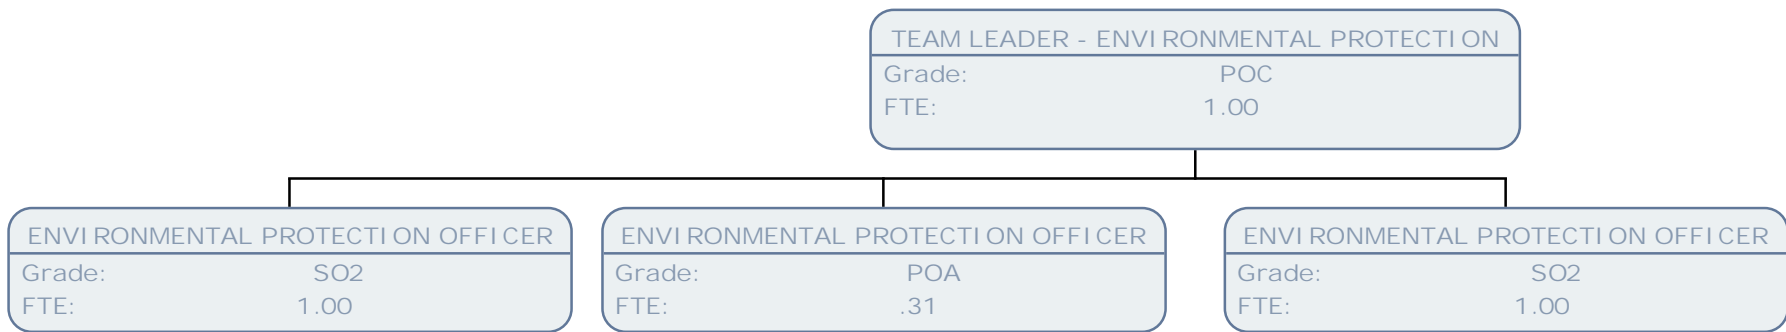 TEAM LEADER - ENVIRONMENTAL PROTECTION
Grade: POC
FTE: 1.00
ENVIRONMENTAL PROTECTION OFFICER
Grade: SO2
FTE: 1.00
ENVIRONMENTAL PROTECTION OFFICER
Grade: POA
FTE: .31
ENVIRONMENTAL PROTECTION OFFICER
Grade: SO2
FTE: 1.00